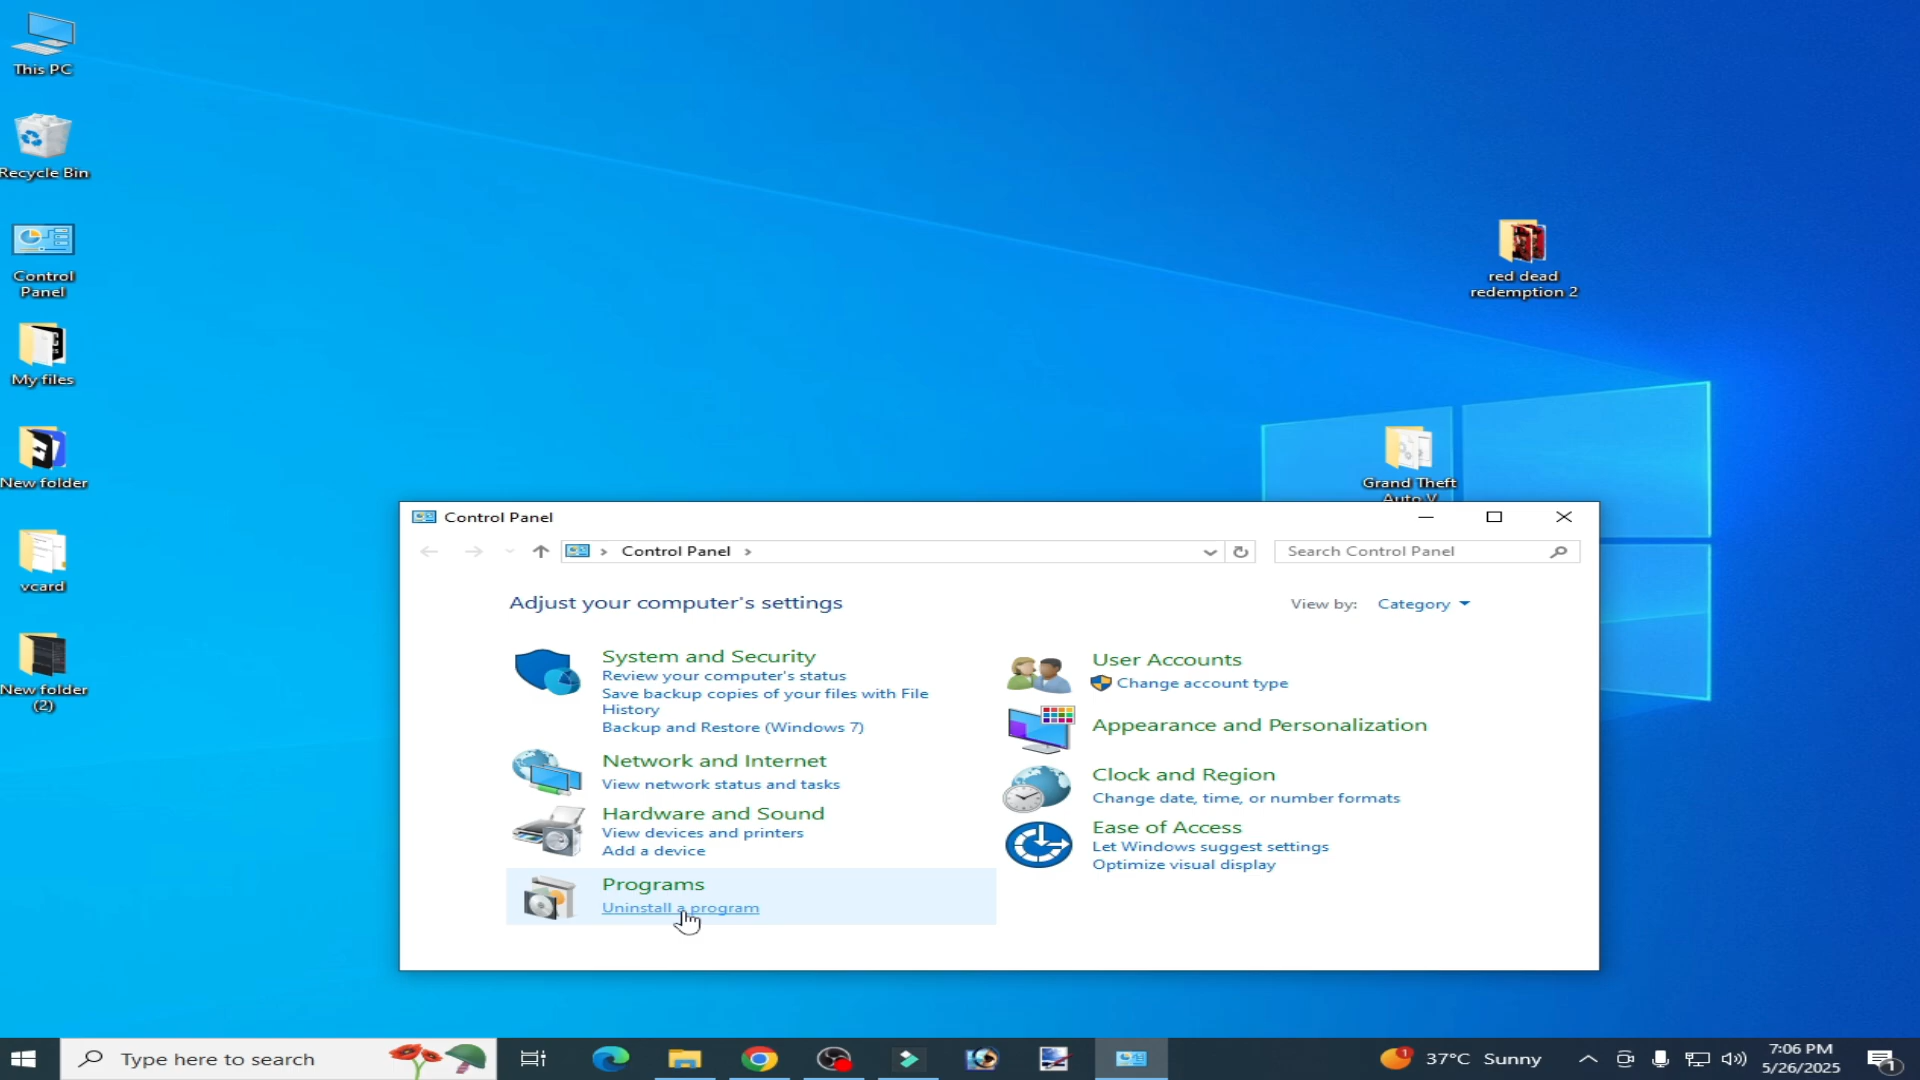 This PC
Recycle Bin
Control
Panel
My files
New folder
vcard
New folder
(2)
red dead
redemption 2
Grand Theft
Auto V
Control Panel
Control Panel
Search Control Panel
Adjust your computer's settings
View by: Category
System and Security
Review your computer's status
Save backup copies of your files with File
History
Backup and Restore (Windows 7)
Network and Internet
View network status and tasks
Hardware and Sound
View devices and printers
Add a device
Programs
Uninstall a program
User Accounts
Change account type
Appearance and Personalization
Clock and Region
Change date, time, or number formats
Ease of Access
Let Windows suggest settings
Optimize visual display
Type here to search
1
37°C Sunny
7:06 PM
5/26/2025
1